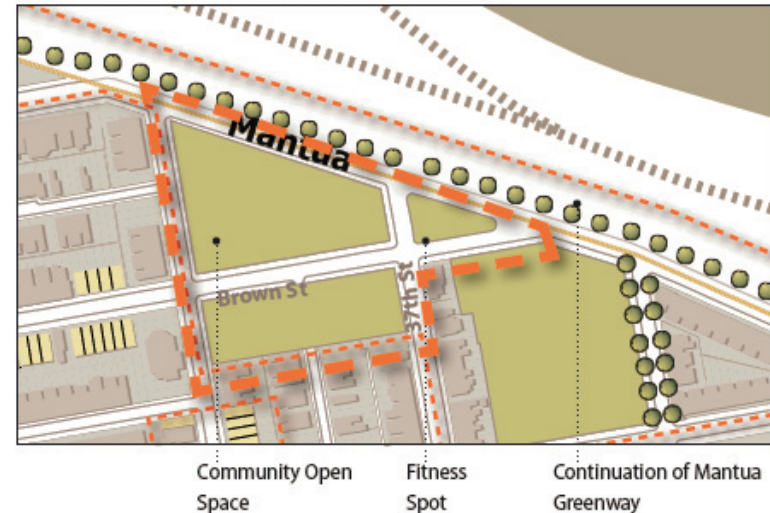 Mantua
Brown St
37th St
Community Open
Space
Fitness
Spot
Continuation of Mantua
Greenway